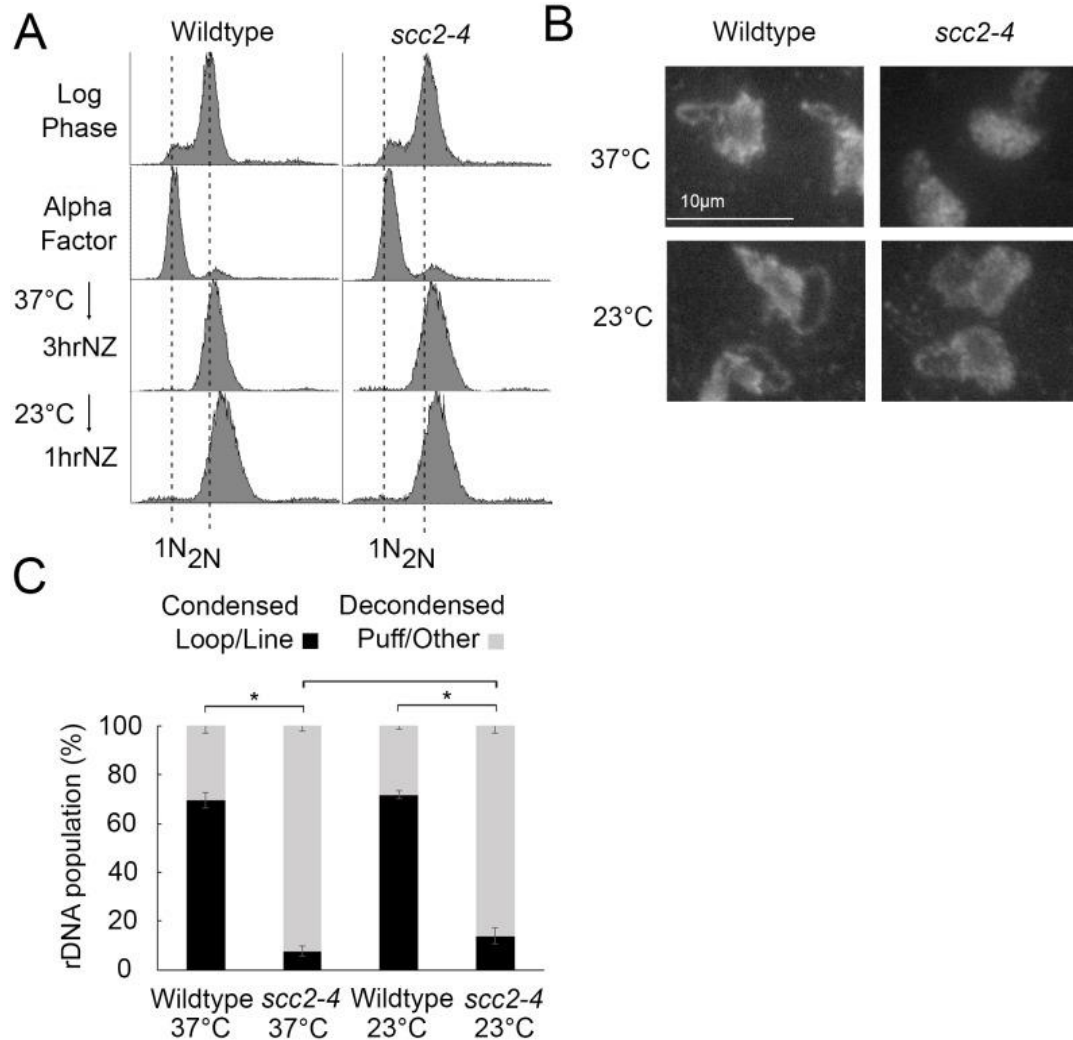 A
Wildtype
scc2-4
Log
Phase
Alpha
Factor
37°C
3hrNZ
23°C
1hrNZ
1N 2N
1N 2N
B
Wildtype
scc2-4
37°C
10µm
23°C
C
Condensed
Loop/Line
Decondensed
Puff/Other
*
*
rDNA population (%)
100
80
60
40
20
0
Wildtype
37°C
scc2-4
37°C
Wildtype
23°C
scc2-4
23°C